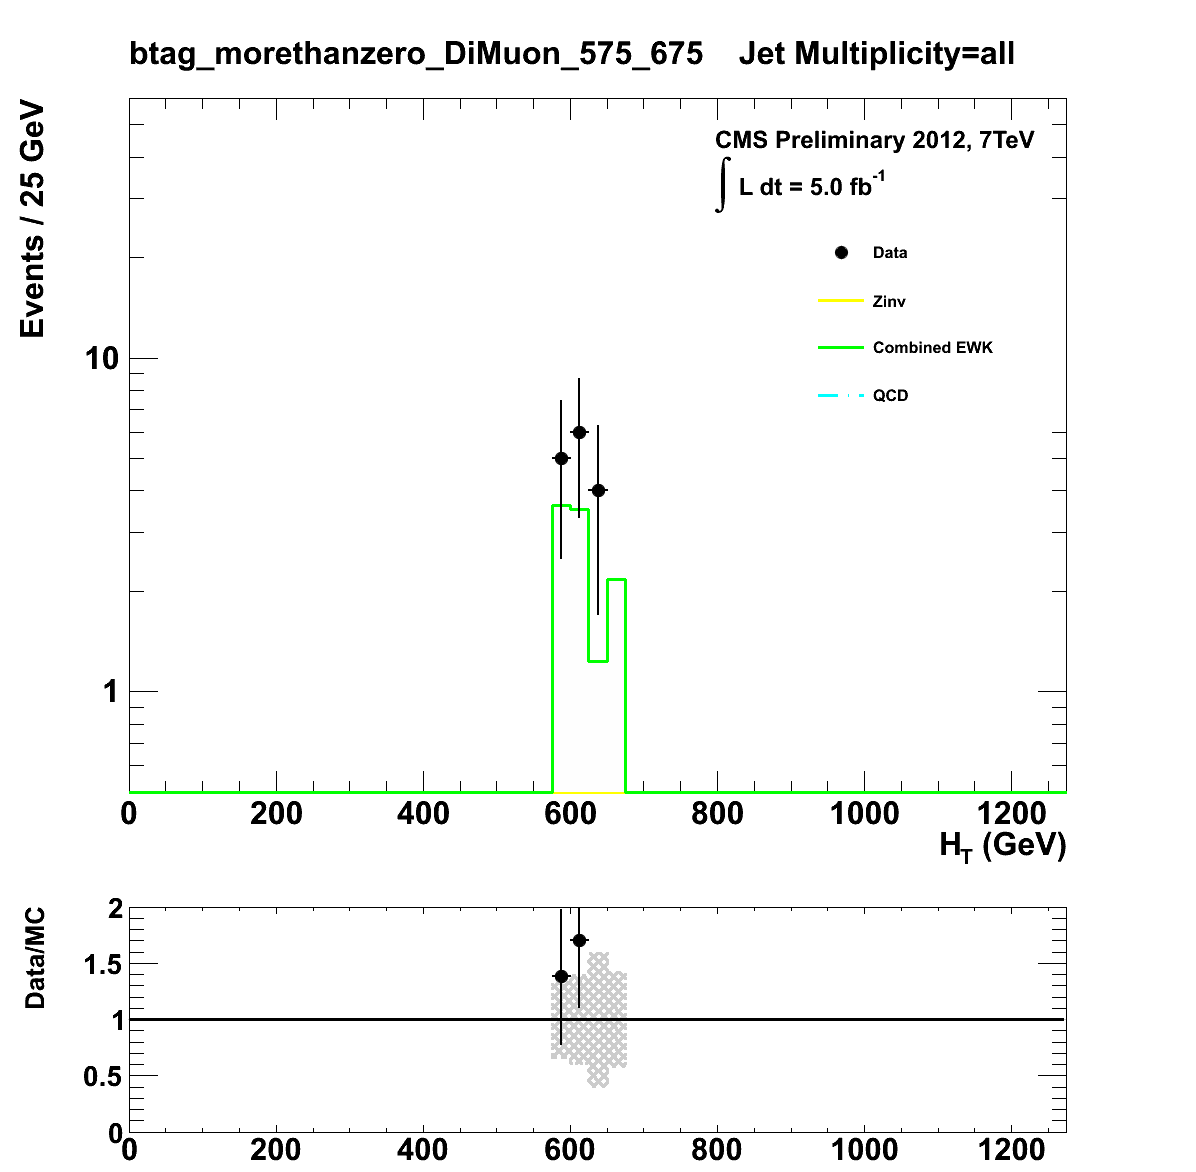 btag_morethanzero_DiMuon_575_675 Jet Multiplicity=all
Events / 25 GeV
CMS Preliminary 2012, 7TeV
∫ L dt = 5.0 fb⁻¹
Data
Zinv
Combined EWK
QCD
10
1
0 200 400 600 800 1000 1200
H_T (GeV)
Data/MC
2
1.5
1
0.5
0
0 200 400 600 800 1000 1200